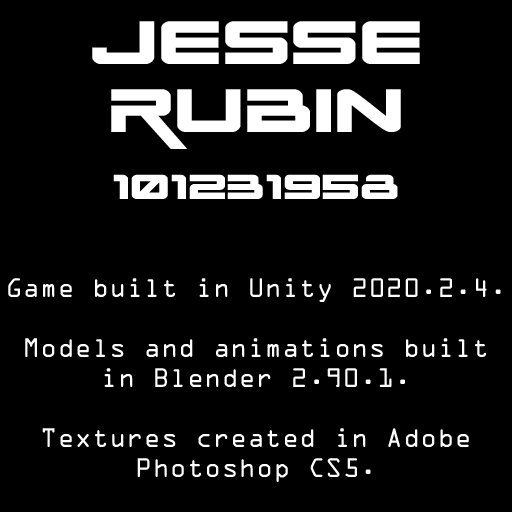 JESSE
RUBIN
101231958
Game built in Unity 2020.2.4.
Models and animations built
in Blender 2.90.1.
Textures created in Adobe
Photoshop CS5.